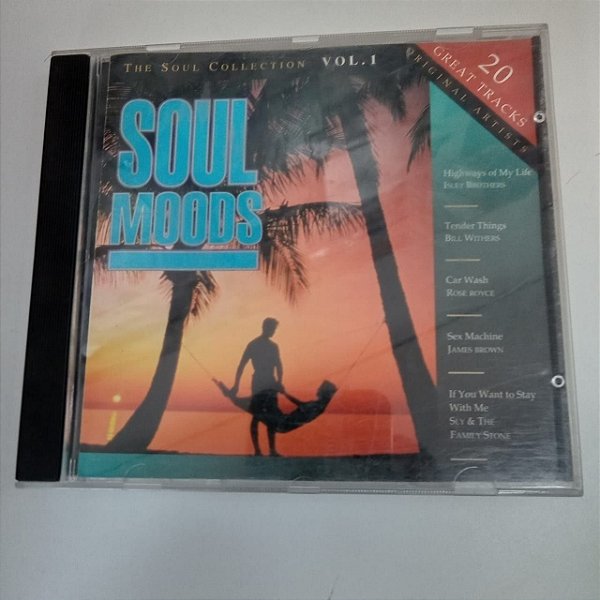 THE SOUL COLLECTION VOL. 1
20
GREAT TRACKS
ORIGINAL ARTISTS
SOUL
MOODS
Highways of My Life
ISLEY BROTHERS
Tender Things
BILL WITHERS
Car Wash
ROSE ROYCE
Sex Machine
JAMES BROWN
If You Want to Stay
With Me
SLY & THE
FAMILY STONE